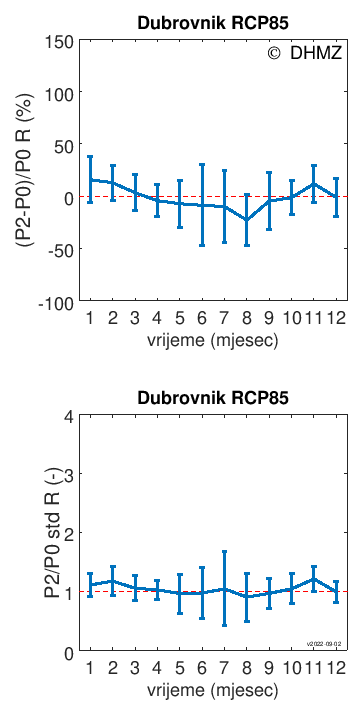 Dubrovnik RCP85
© DHMZ
(P2-P0)/P0 R (%)
150
100
50
0
-50
-100
1 2 3 4 5 6 7 8 9 10 11 12
vrijeme (mjesec)
Dubrovnik RCP85
P2/P0 std R (-)
4
3
2
1
0
v2022-09-02
1 2 3 4 5 6 7 8 9 10 11 12
vrijeme (mjesec)